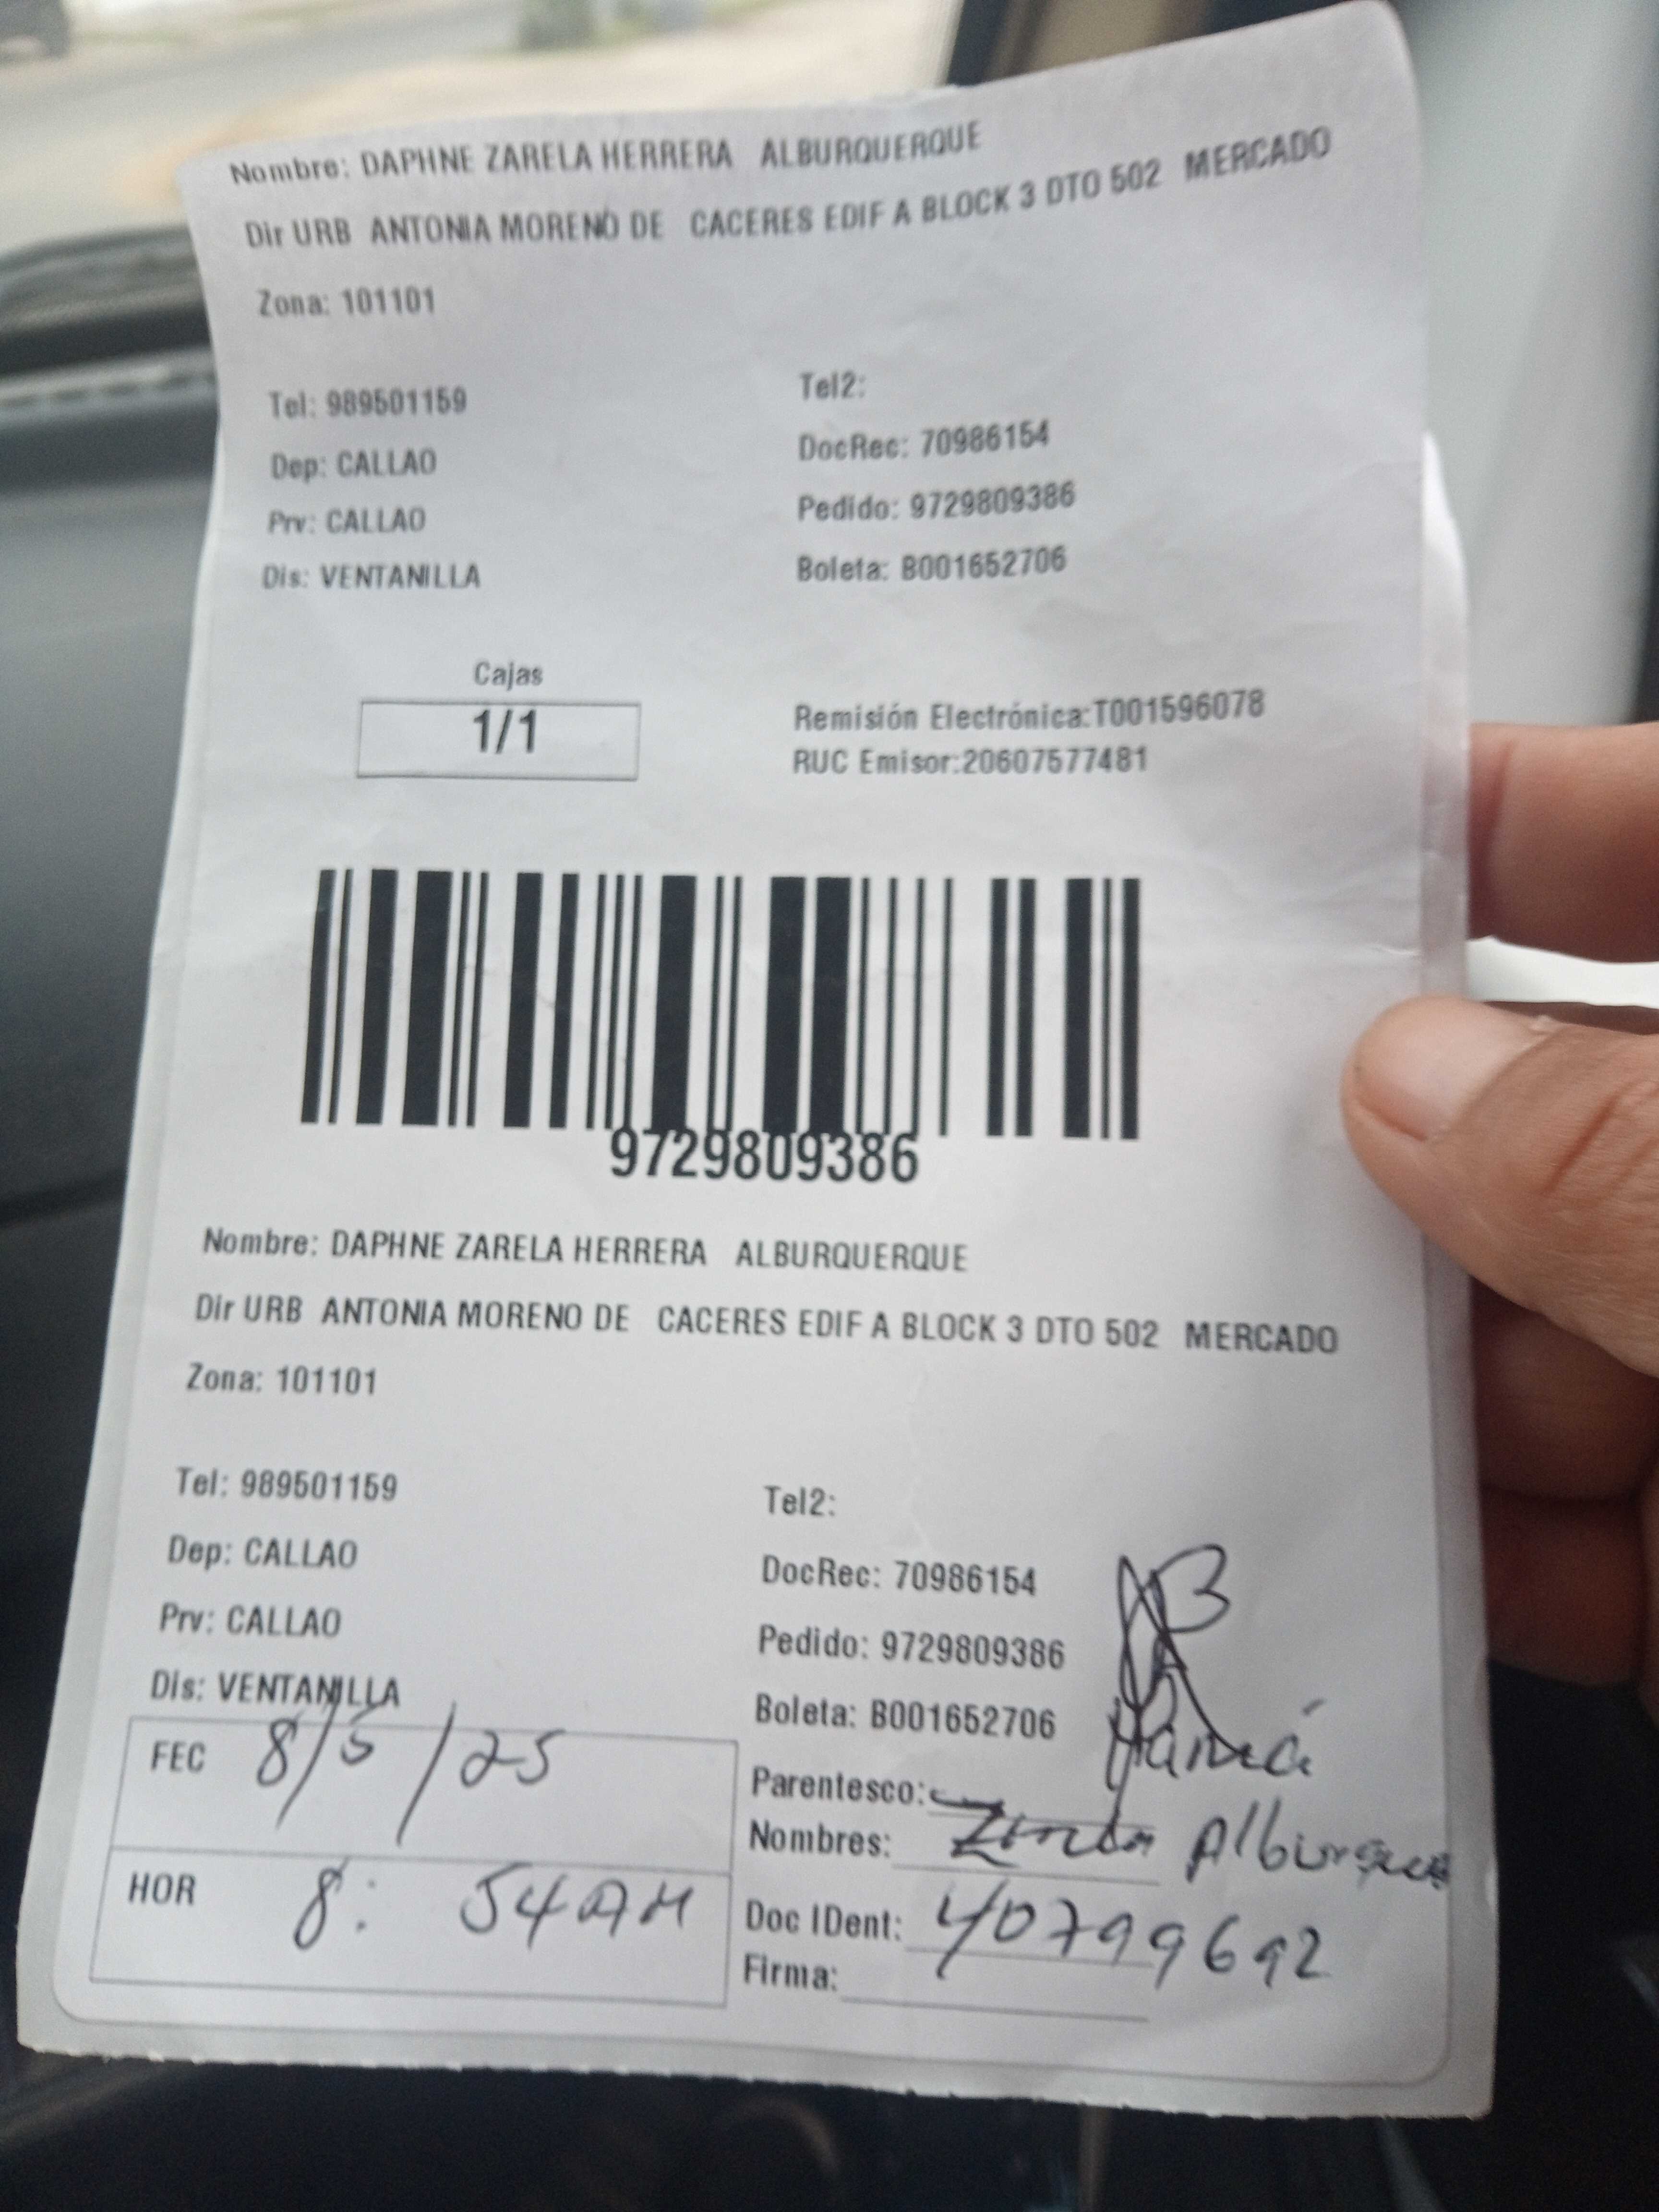 Nombre: DAPHNE ZARELA HERRERA ALBURQUERQUE
Dir URB ANTONIA MORENO DE CACERES EDIF A BLOCK 3 DTO 502 MERCADO
Zona: 101101
Tel: 989501159 Tel2:
Dep: CALLAO DocRec: 70986154
Prv: CALLAO Pedido: 9729809386
Dis: VENTANILLA Boleta: B001652706
Cajas
1/1
Remisión Electrónica:T001596078
RUC Emisor:20607577481
9729809386
Nombre: DAPHNE ZARELA HERRERA ALBURQUERQUE
Dir URB ANTONIA MORENO DE CACERES EDIF A BLOCK 3 DTO 502 MERCADO
Zona: 101101
Tel: 989501159 Tel2:
Dep: CALLAO DocRec: 70986154
Prv: CALLAO Pedido: 9729809386
Dis: VENTANILLA Boleta: B001652706
FEC 8/5/25
Parentesco: Mamá
Nombres:
HOR 8:54AM
Doc IDent: 40799692
Firma: